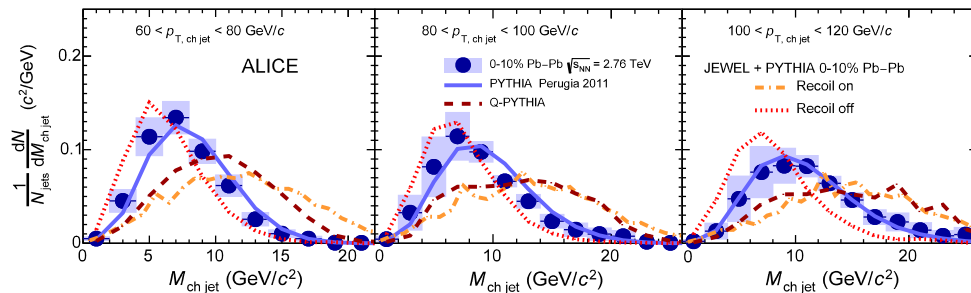 60 < p_T, ch jet < 80 GeV/c
80 < p_T, ch jet < 100 GeV/c
100 < p_T, ch jet < 120 GeV/c
ALICE
0-10% Pb−Pb √s_NN = 2.76 TeV
PYTHIA Perugia 2011
Q-PYTHIA
JEWEL + PYTHIA 0-10% Pb−Pb
Recoil on
Recoil off
1/N_jets dN/dM_ch jet (c²/GeV)
0.2
0.1
0
0 5 10 15 20
0 10 20
0 10 20
M_ch jet (GeV/c²)
M_ch jet (GeV/c²)
M_ch jet (GeV/c²)